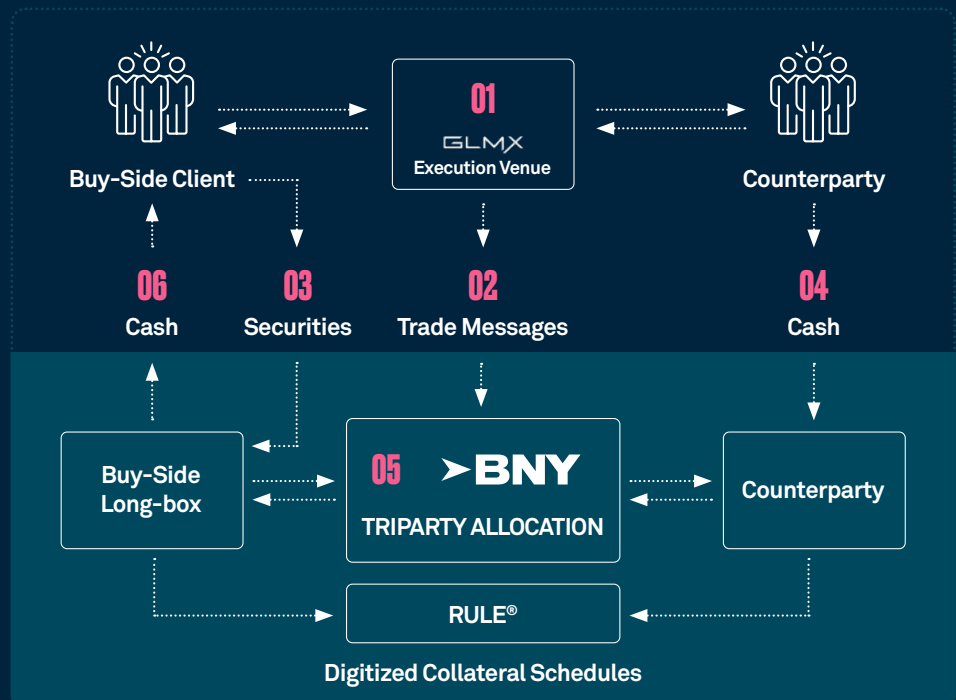 01
GLMX
Execution Venue
Buy-Side Client
Counterparty
06
Cash
03
Securities
02
Trade Messages
04
Cash
Buy-Side
Long-box
05
BNY
TRIPARTY ALLOCATION
Counterparty
RULE®
Digitized Collateral Schedules